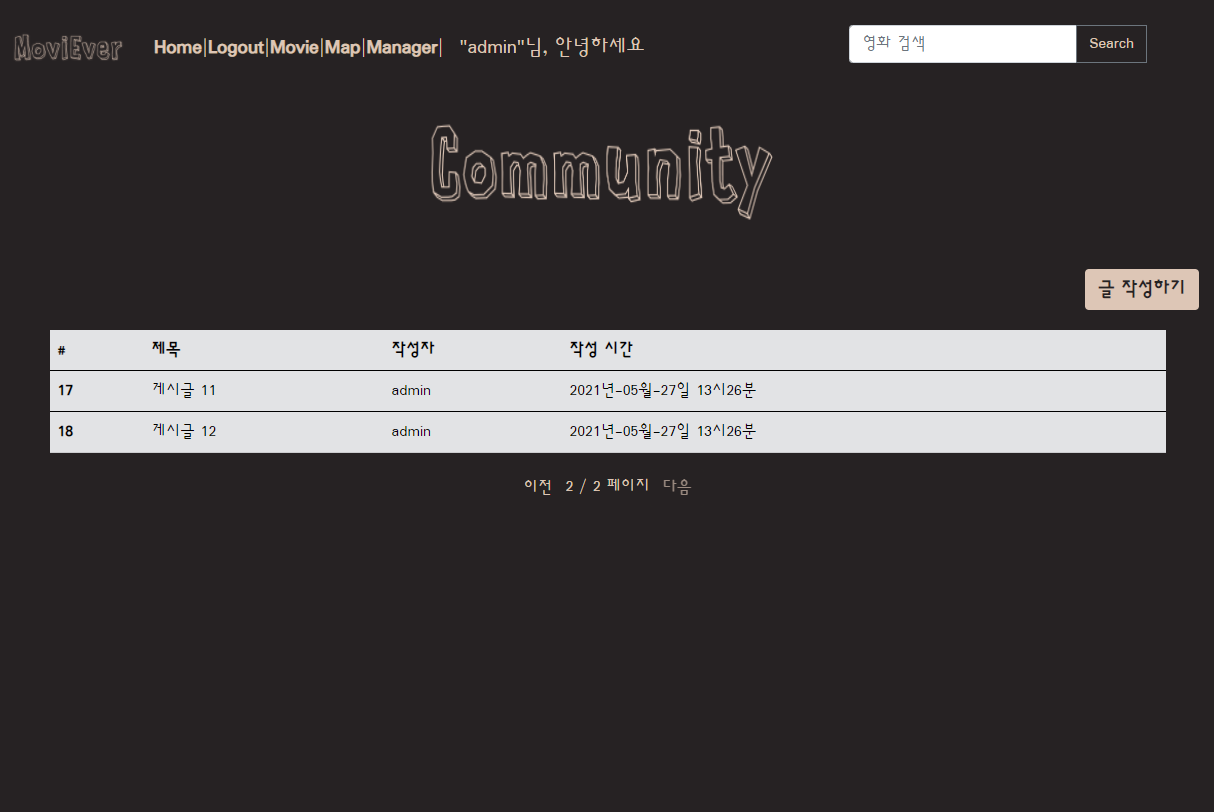 MoviEver Home|Logout|Movie|Map|Manager| "admin"님, 안녕하세요 영화 검색 Search
Community
글 작성하기
# 제목 작성자 작성 시간
17 게시글 11 admin 2021년-05월-27일 13시26분
18 게시글 12 admin 2021년-05월-27일 13시26분
이전 2 / 2 페이지 다음